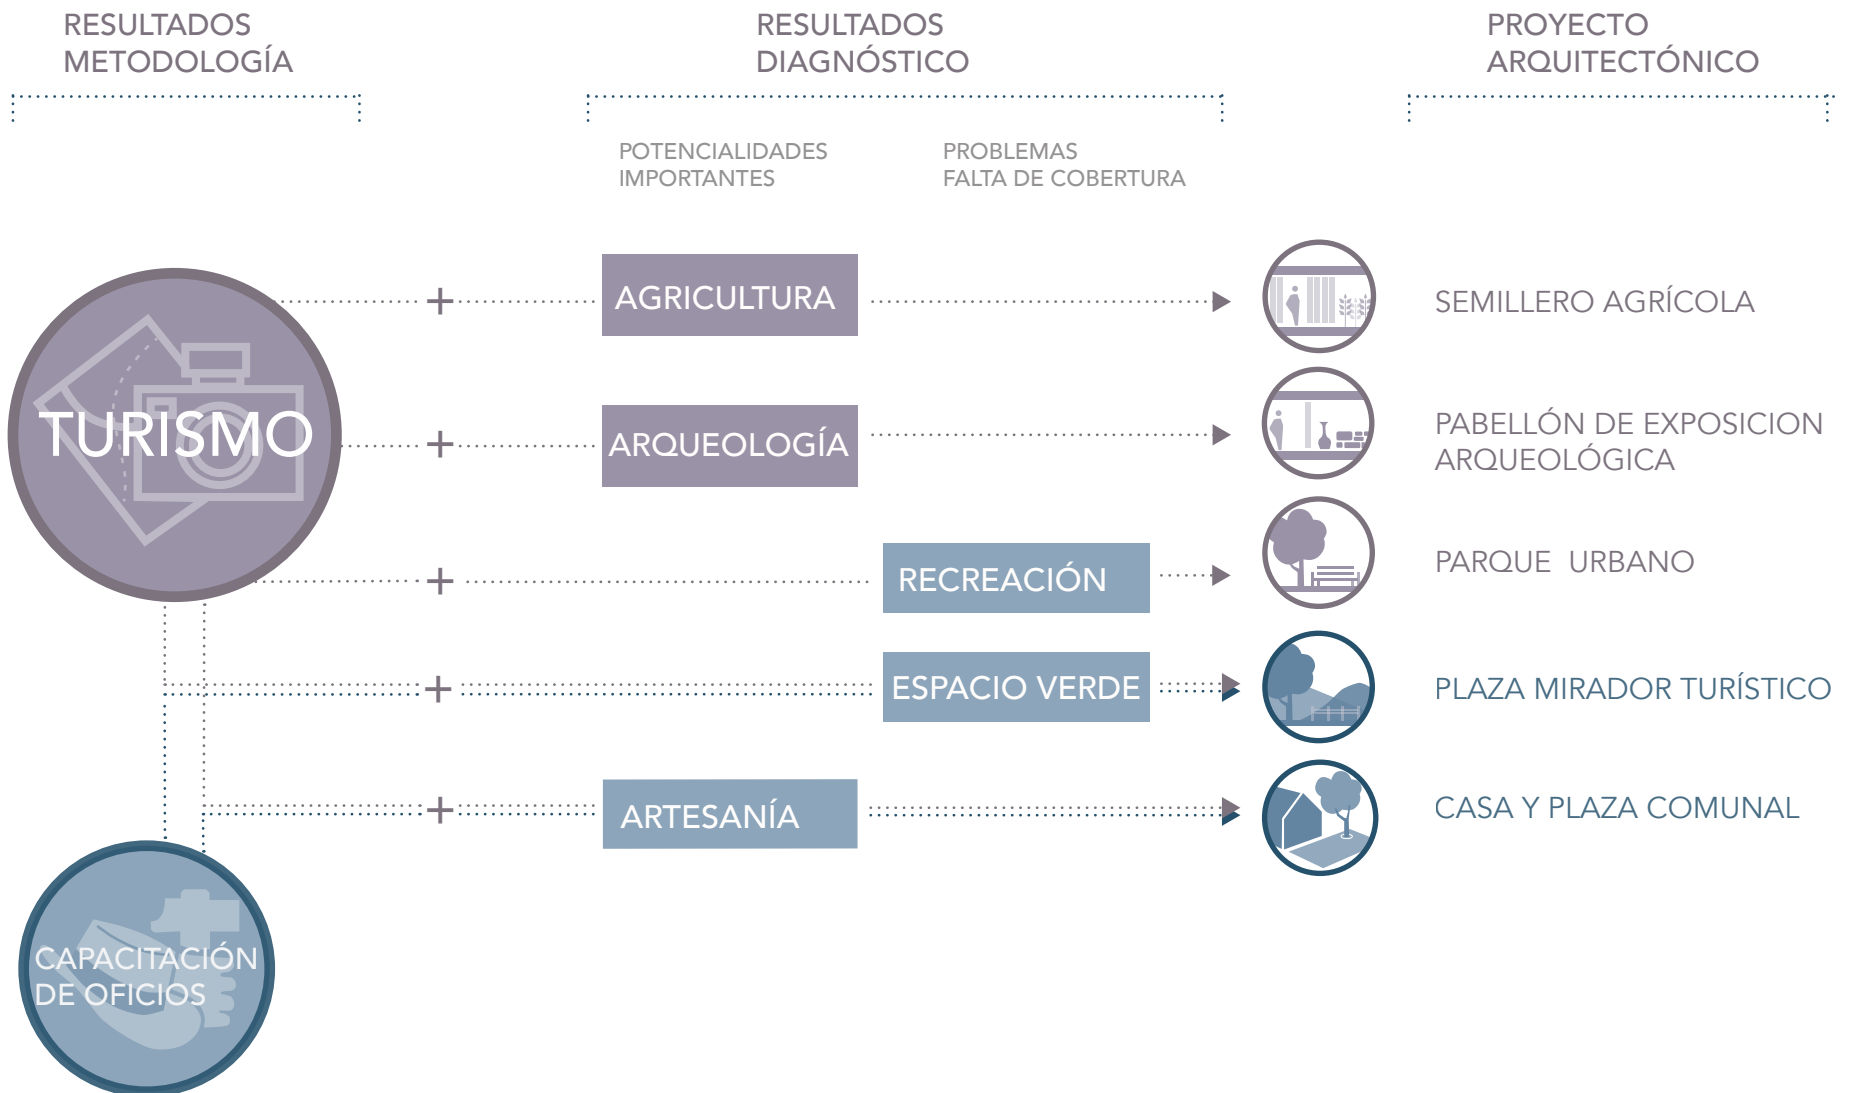 RESULTADOS
METODOLOGÍA
RESULTADOS
DIAGNÓSTICO
PROYECTO
ARQUITECTÓNICO
POTENCIALIDADES
IMPORTANTES
PROBLEMAS
FALTA DE COBERTURA
TURISMO
+ AGRICULTURA
SEMILLERO AGRÍCOLA
+ ARQUEOLOGÍA
PABELLÓN DE EXPOSICION
ARQUEOLÓGICA
+ RECREACIÓN
PARQUE URBANO
+ ESPACIO VERDE
PLAZA MIRADOR TURÍSTICO
+ ARTESANÍA
CASA Y PLAZA COMUNAL
CAPACITACIÓN
DE OFICIOS